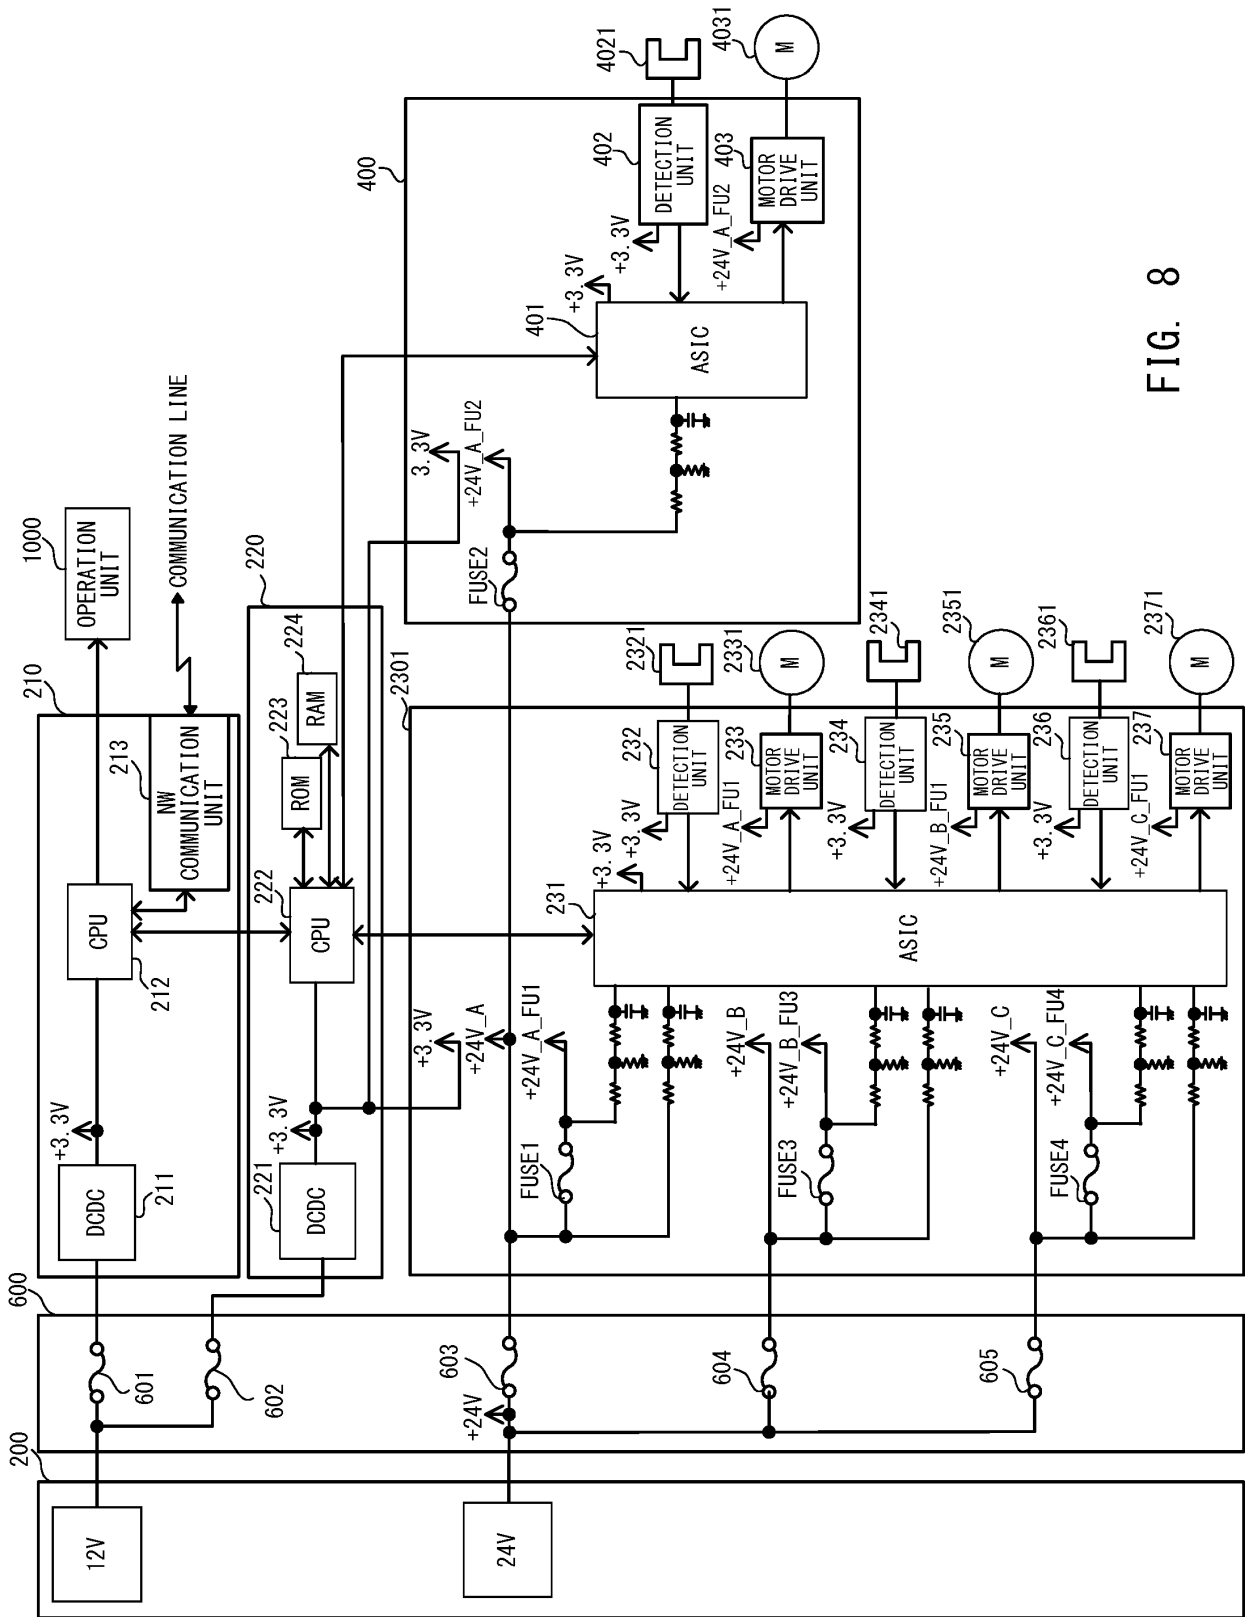 200
12V
24V
600
601
602
+24V
603
604
605
210
DCDC
211
+3.3V
CPU
212
213
NW
COMMUNICATION
UNIT
1000
OPERATION
UNIT
COMMUNICATION LINE
220
221
DCDC
+3.3V
222
CPU
223
ROM
224
RAM
2301
+3.3V
+24V_A
+24V_A_FU1
FUSE1
+24V_B
+24V_B_FU3
FUSE3
+24V_C
+24V_C_FU4
FUSE4
231
ASIC
+3.3V
+3.3V
232
DETECTION
UNIT
2321
+24V_A_FU1
233
MOTOR
DRIVE
UNIT
2331
M
+3.3V
234
DETECTION
UNIT
2341
+24V_B_FU1
235
MOTOR
DRIVE
UNIT
2351
M
+3.3V
236
DETECTION
UNIT
2361
+24V_C_FU1
237
MOTOR
DRIVE
UNIT
2371
M
400
3.3V
+24V_A_FU2
FUSE2
401
ASIC
+3.3V
+3.3V
402
DETECTION
UNIT
4021
+24V_A_FU2
403
MOTOR
DRIVE
UNIT
4031
M
FIG. 8